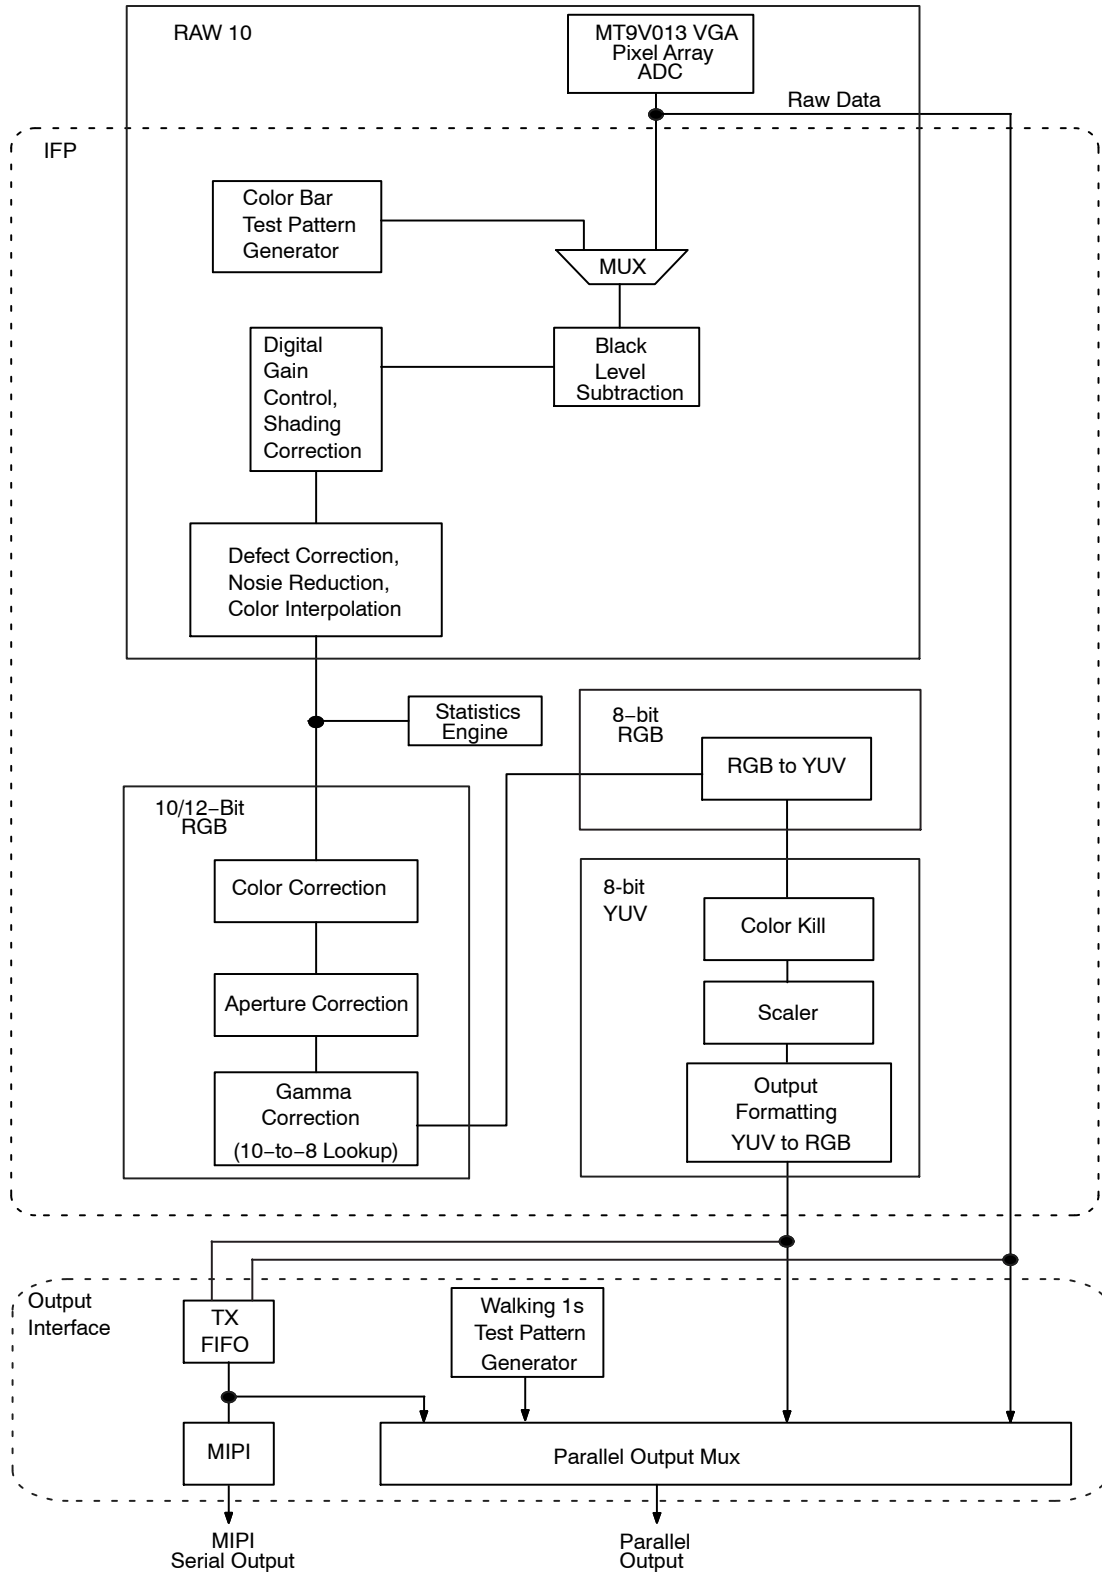 RAW 10
MT9V013 VGA
Pixel Array
ADC
Raw Data
IFP
Color Bar
Test Pattern
Generator
MUX
Digital
Gain
Control,
Shading
Correction
Black
Level
Subtraction
Defect Correction,
Nosie Reduction,
Color Interpolation
Statistics
Engine
8−bit
RGB
RGB to YUV
10/12−Bit
RGB
Color Correction
Aperture Correction
Gamma
Correction
(10−to−8 Lookup)
8-bit
YUV
Color Kill
Scaler
Output
Formatting
YUV to RGB
Output
Interface
TX
FIFO
Walking 1s
Test Pattern
Generator
MIPI
Parallel Output Mux
MIPI
Serial Output
Parallel
Output